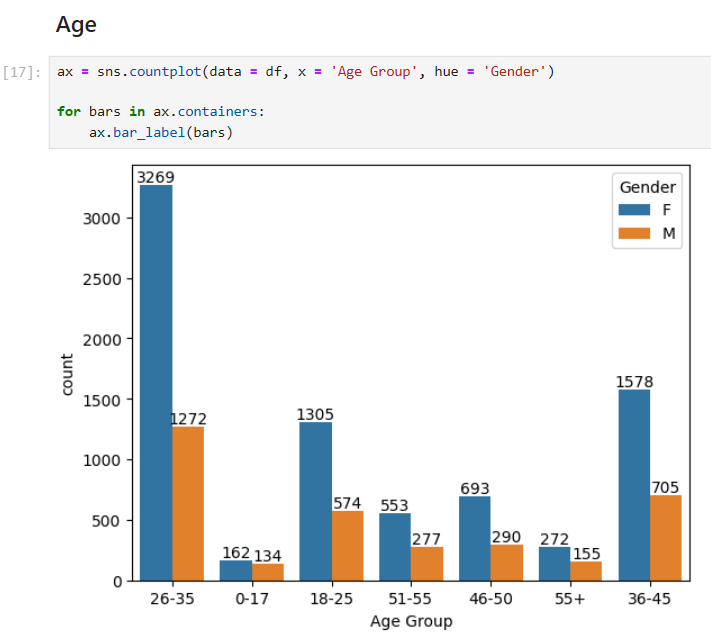 Age
[17]: ax = sns.countplot(data = df, x = 'Age Group', hue = 'Gender')
for bars in ax.containers:
    ax.bar_label(bars)
3269
Gender
F
M
3000
2500
2000
1500
1000
500
0
count
1272
162
134
1305
574
553
277
693
290
272
155
1578
705
26-35 0-17 18-25 51-55 46-50 55+ 36-45
Age Group